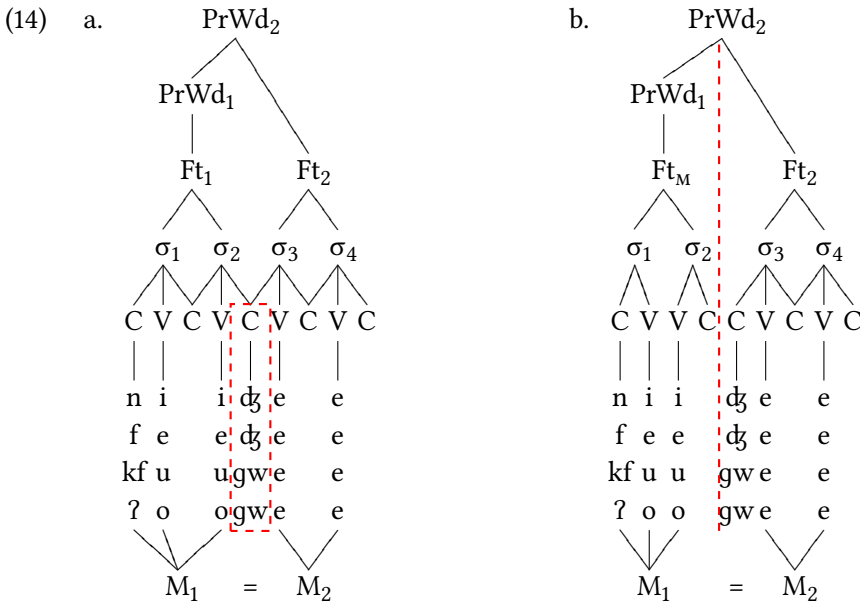 (14) a. PrWd₂ b. PrWd₂
PrWd₁ PrWd₁
Ft₁ Ft₂ Ft_M Ft₂
σ₁ σ₂ σ₃ σ₄ σ₁ σ₂ σ₃ σ₄
C V C V C V C V C C V V C C V C V C
n i i ʤ e e n i i ʤ e e
f e e ʤ e e f e e ʤ e e
kf u u gw e e kf u u gw e e
ʔ o o gw e e ʔ o o gw e e
M₁ = M₂ M₁ = M₂